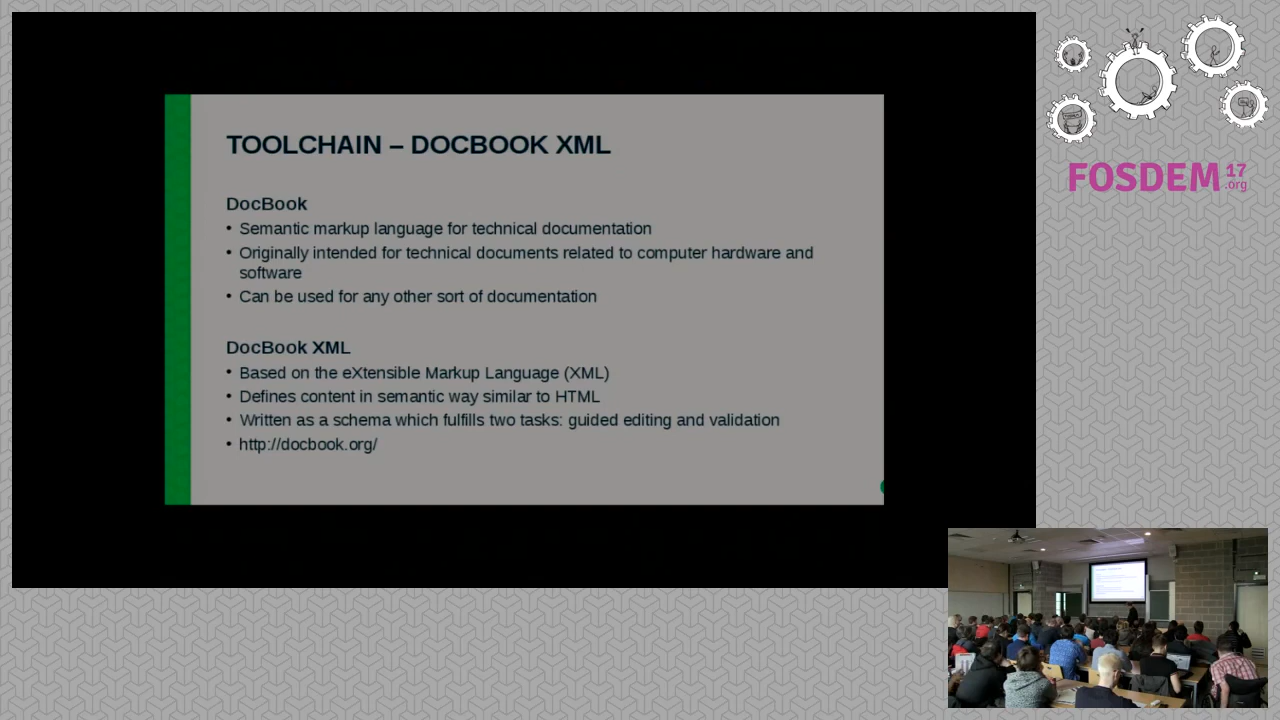 TOOLCHAIN – DOCBOOK XML
DocBook
• Semantic markup language for technical documentation
• Originally intended for technical documents related to computer hardware and
software
• Can be used for any other sort of documentation
DocBook XML
• Based on the eXtensible Markup Language (XML)
• Defines content in semantic way similar to HTML
• Written as a schema which fulfills two tasks: guided editing and validation
• http://docbook.org/
FOSDEM 17
.org